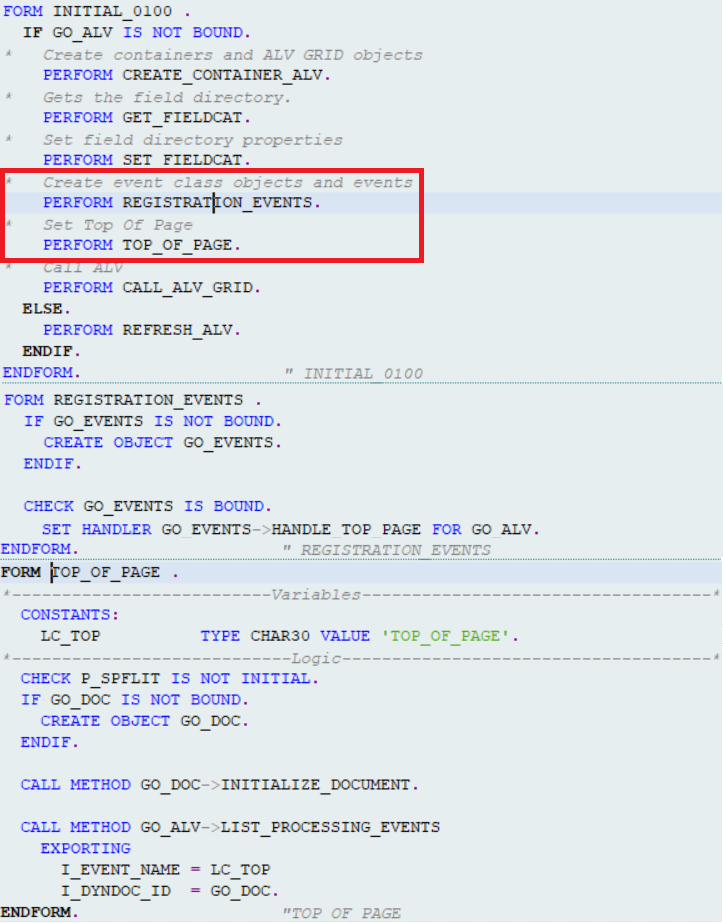 FORM INITIAL_0100 .
IF GO_ALV IS NOT BOUND.
* Create containers and ALV GRID objects
PERFORM CREATE_CONTAINER_ALV.
* Gets the field directory.
PERFORM GET_FIELDCAT.
* Set field directory properties
PERFORM SET_FIELDCAT.
* Create event class objects and events
PERFORM REGISTRATION_EVENTS.
* Set Top Of Page
PERFORM TOP_OF_PAGE.
* Call ALV
PERFORM CALL_ALV_GRID.
ELSE.
PERFORM REFRESH_ALV.
ENDIF.
ENDFORM. " INITIAL_0100
FORM REGISTRATION_EVENTS .
IF GO_EVENTS IS NOT BOUND.
CREATE OBJECT GO_EVENTS.
ENDIF.
CHECK GO_EVENTS IS BOUND.
SET HANDLER GO_EVENTS->HANDLE_TOP_PAGE FOR GO_ALV.
ENDFORM. " REGISTRATION_EVENTS
FORM TOP_OF_PAGE .
*--------------------------Variables-----------------------------------*
CONSTANTS:
LC_TOP TYPE CHAR30 VALUE 'TOP_OF_PAGE'.
*----------------------------Logic-------------------------------------*
CHECK P_SPFLIT IS NOT INITIAL.
IF GO_DOC IS NOT BOUND.
CREATE OBJECT GO_DOC.
ENDIF.
CALL METHOD GO_DOC->INITIALIZE_DOCUMENT.
CALL METHOD GO_ALV->LIST_PROCESSING_EVENTS
EXPORTING
I_EVENT_NAME = LC_TOP
I_DYNDOC_ID = GO_DOC.
ENDFORM. "TOP OF PAGE